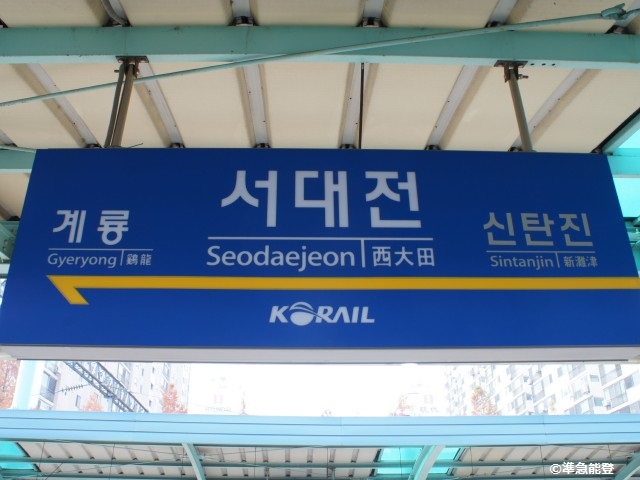 서대전
Seodaejeon 西大田
계룡
Gyeryong 鷄龍
신탄진
Sintanjin 新灘津
KORAIL
©準急能登